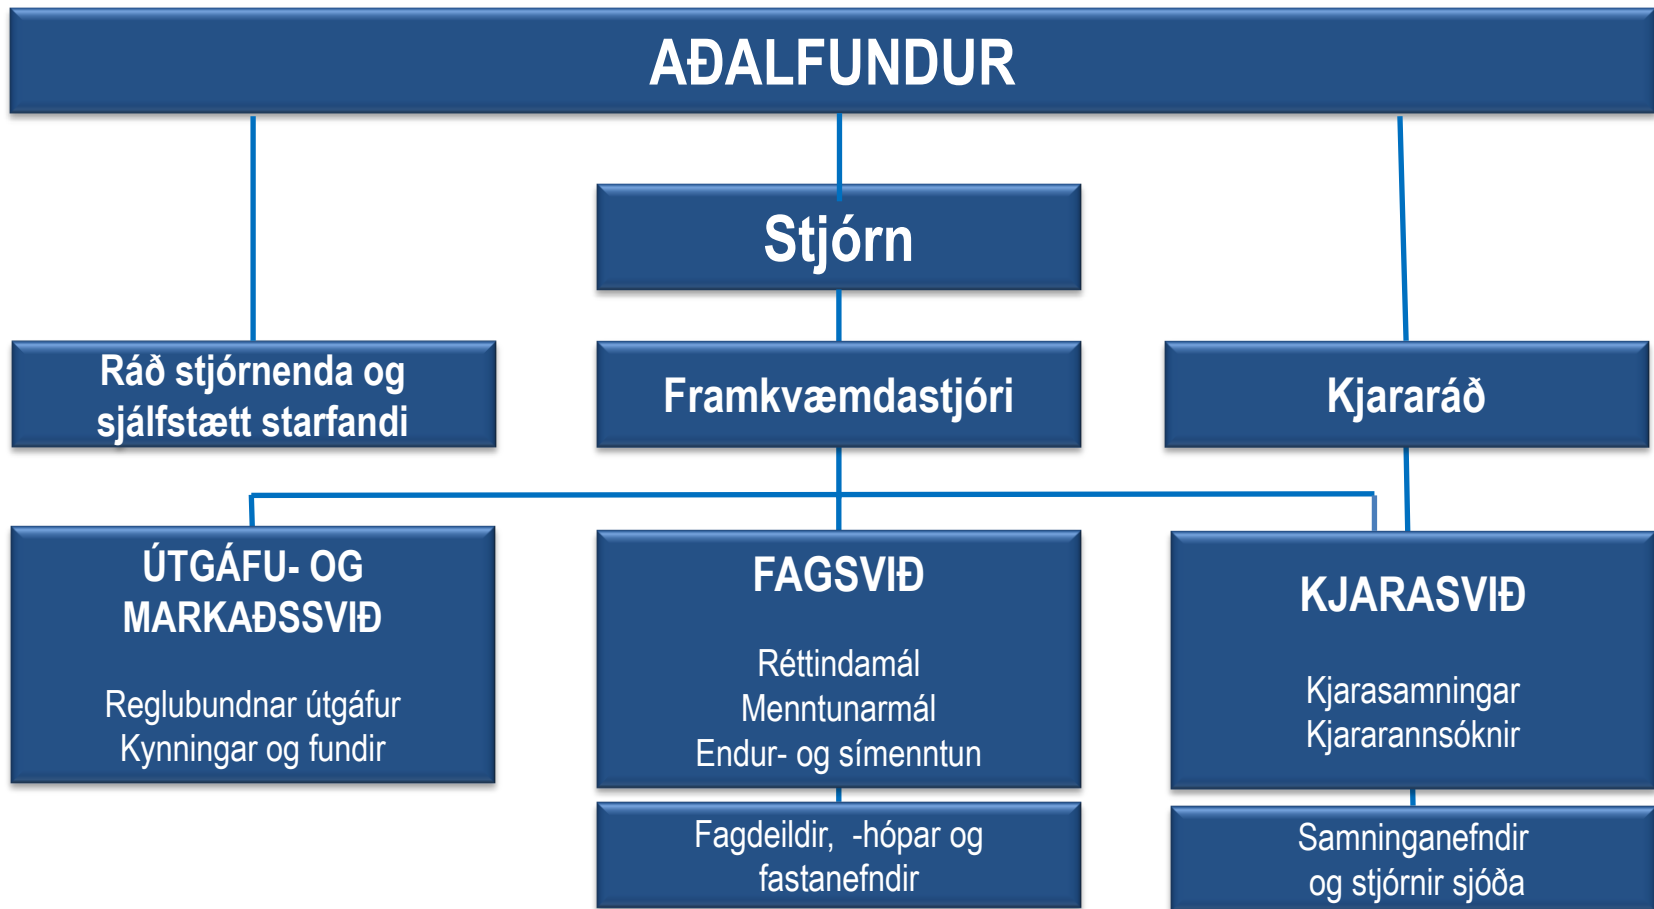 AÐALFUNDUR
Stjórn
Ráð stjórnenda og
sjálfstætt starfandi
Framkvæmdastjóri
Kjararáð
ÚTGÁFU- OG
MARKAÐSSVIÐ
Reglubundnar útgáfur
Kynningar og fundir
FAGSVIÐ
Réttindamál
Menntunarmál
Endur- og símenntun
KJARASVIÐ
Kjarasamningar
Kjararannsóknir
Fagdeildir, -hópar og
fastanefndir
Samninganefndir
og stjórnir sjóða